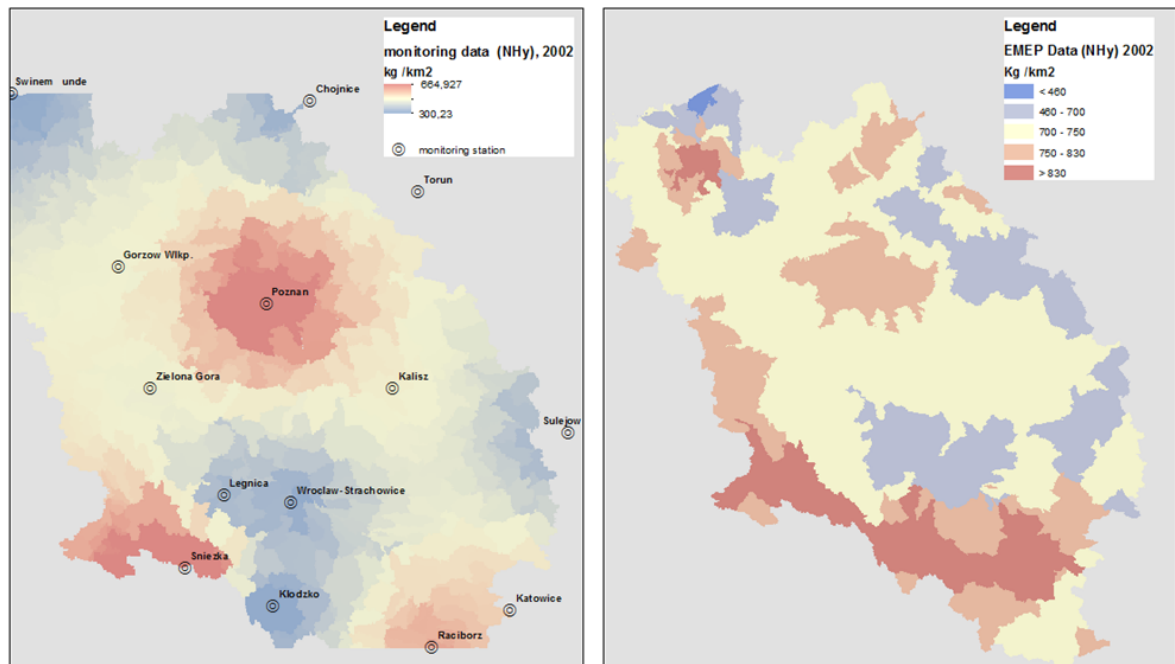 Legend
monitoring data (NHy), 2002
kg /km2
664,927
300,23
monitoring station
Swinem unde
Chojnice
Torun
Gorzow Wlkp.
Poznan
Zielona Gora
Kalisz
Sulejow
Legnica
Wroclaw-Strachowice
Sniezka
Kłodzko
Katowice
Raciborz
Legend
EMEP Data (NHy) 2002
Kg /km2
< 460
460 - 700
700 - 750
750 - 830
> 830